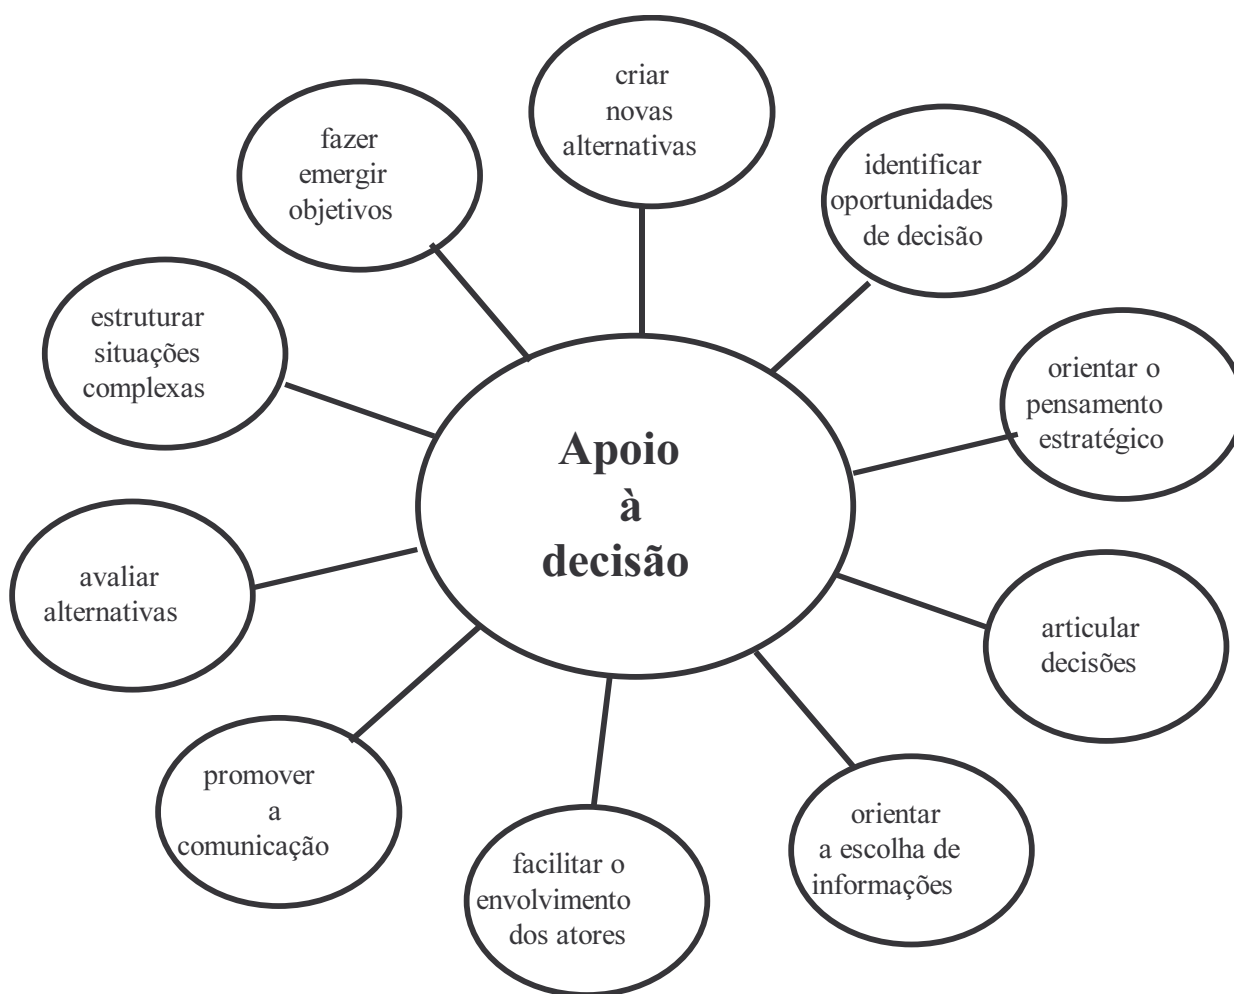 criar
novas
alternativas
fazer
emergir
objetivos
identificar
oportunidades
de decisão
estruturar
situações
complexas
orientar o
pensamento
estratégico
Apoio
à
decisão
avaliar
alternativas
articular
decisões
promover
a
comunicação
orientar
a escolha de
informações
facilitar o
envolvimento
dos atores